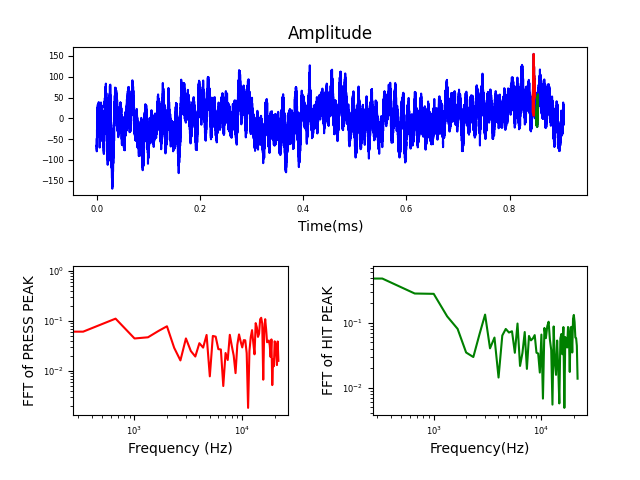 Amplitude
150
100
50
0
−50
−100
−150
0.0 0.2 0.4 0.6 0.8
Time(ms)
FFT of PRESS PEAK
10⁰
10⁻¹
10⁻²
10³ 10⁴
Frequency (Hz)
FFT of HIT PEAK
10⁻¹
10⁻²
10³ 10⁴
Frequency(Hz)